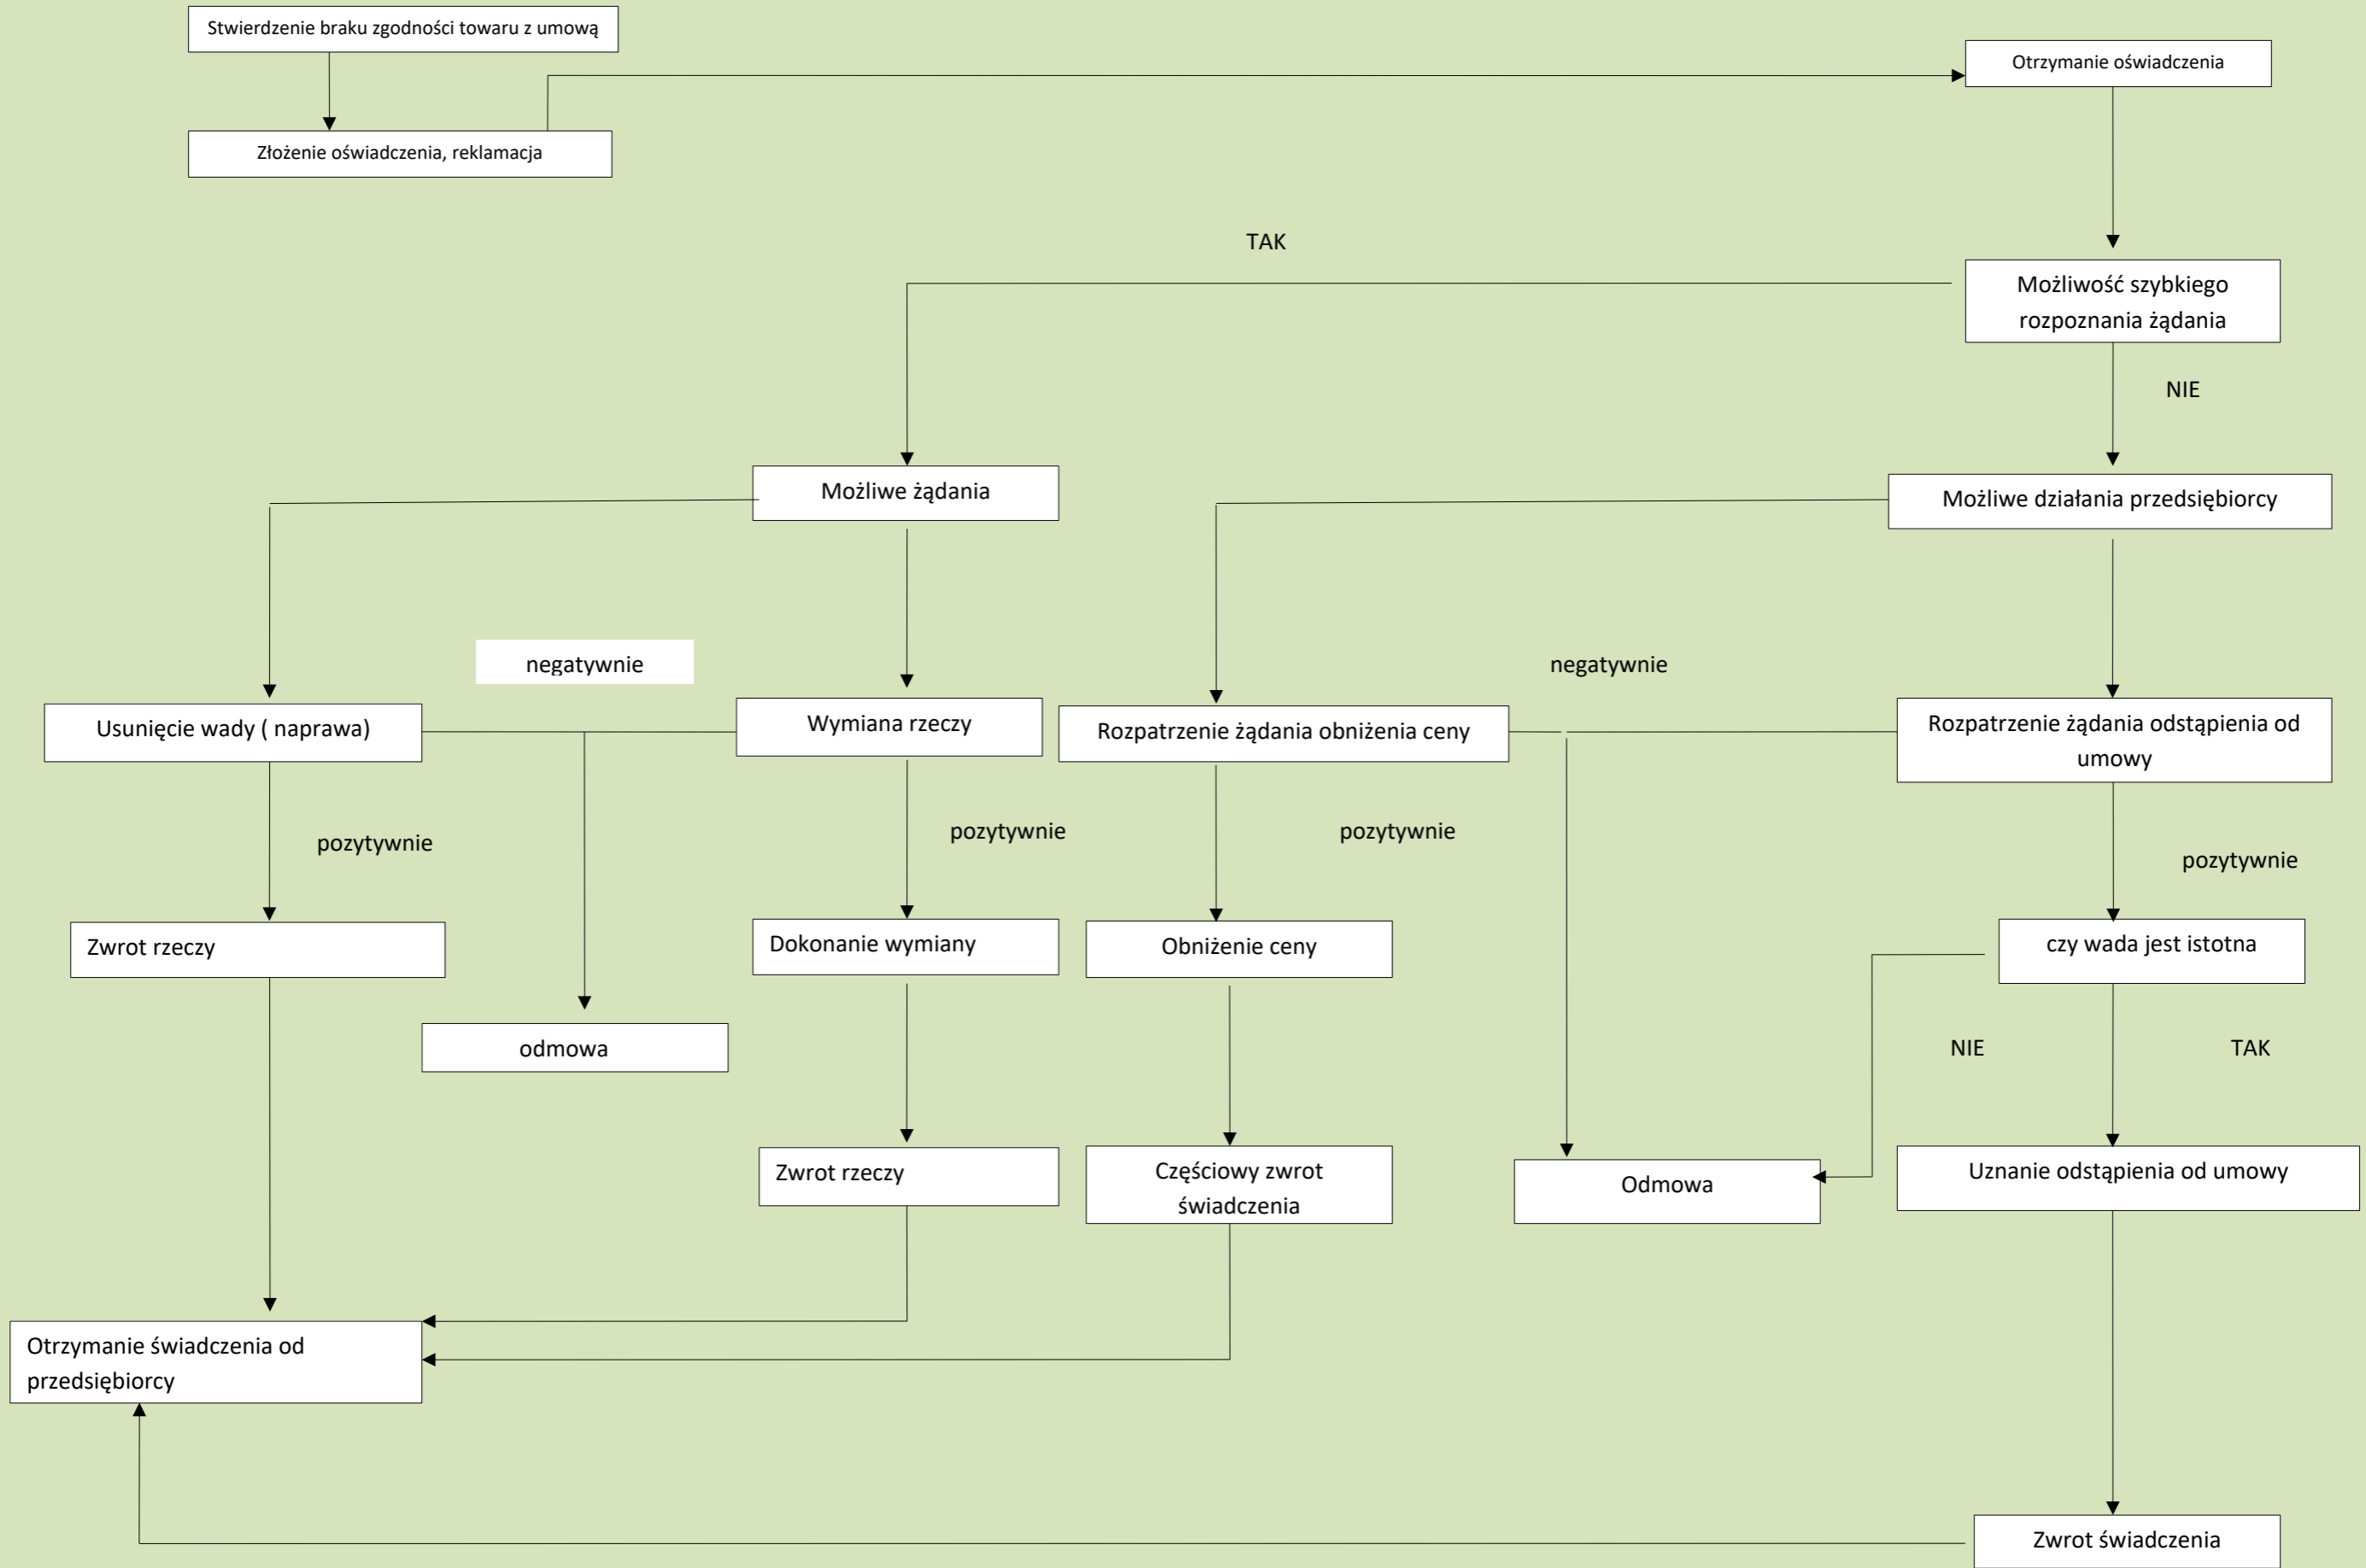 Stwierdzenie braku zgodności towaru z umową
Otrzymanie oświadczenia
Złożenie oświadczenia, reklamacja
TAK
Możliwość szybkiego
rozpoznania żądania
NIE
Możliwe żądania
Możliwe działania przedsiębiorcy
negatywnie
negatywnie
Usunięcie wady ( naprawa)
Wymiana rzeczy
Rozpatrzenie żądania obniżenia ceny
Rozpatrzenie żądania odstąpienia od
umowy
pozytywnie
pozytywnie
pozytywnie
pozytywnie
Zwrot rzeczy
Dokonanie wymiany
Obniżenie ceny
czy wada jest istotna
odmowa
NIE
TAK
Zwrot rzeczy
Częściowy zwrot
świadczenia
Odmowa
Uznanie odstąpienia od umowy
Otrzymanie świadczenia od
przedsiębiorcy
Zwrot świadczenia